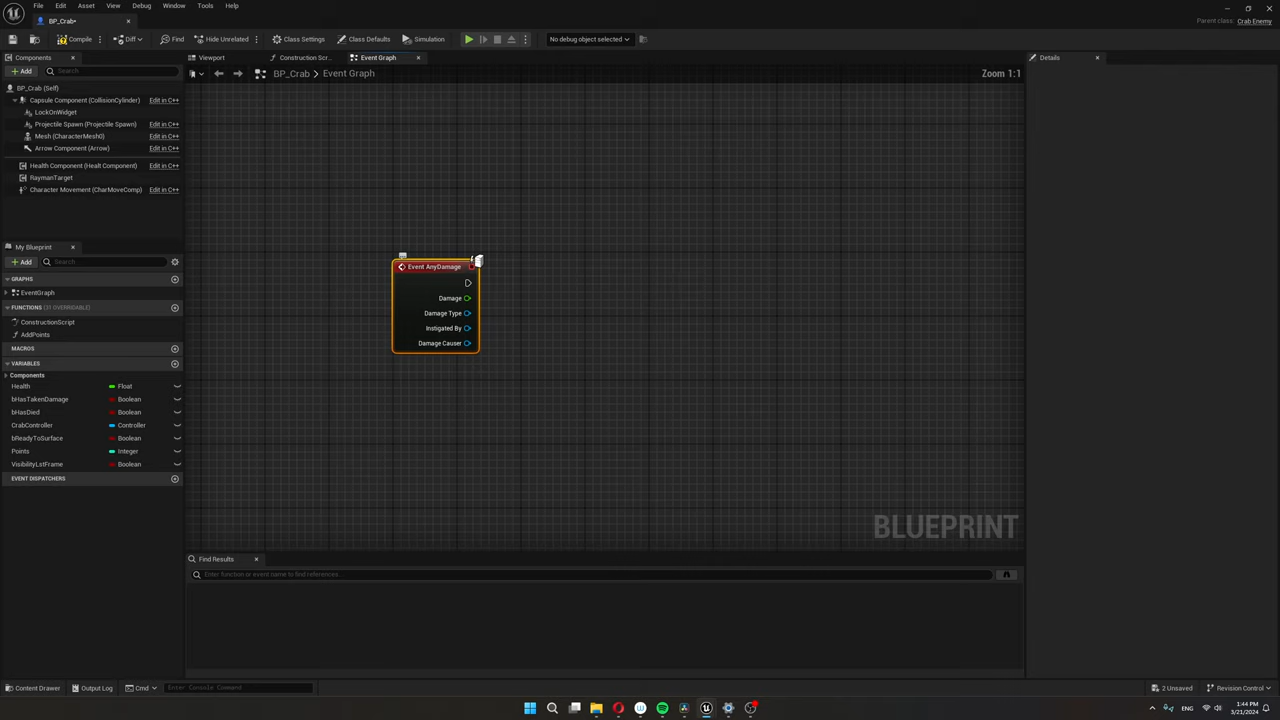 File Edit Asset View Debug Window Tools Help
BP_Crab•
Parent class: Crab Enemy
Compile Diff Find Hide Unrelated Class Settings Class Defaults Simulation No debug object selected
Components
Add Search
BP_Crab (Self)
Capsule Component (CollisionCylinder) Edit in C++
LockOnWidget
Projectile Spawn (Projectile Spawn) Edit in C++
Mesh (CharacterMesh0) Edit in C++
Arrow Component (Arrow) Edit in C++
Health Component (Healt Component) Edit in C++
RaymanTarget
Character Movement (CharMoveComp) Edit in C++
My Blueprint
Add Search
GRAPHS
EventGraph
FUNCTIONS (31 OVERRIDABLE)
ConstructionScript
AddPoints
MACROS
VARIABLES
Components
Health Float
bHasTakenDamage Boolean
bHasDied Boolean
CrabController Controller
bReadyToSurface Boolean
Points Integer
VisibilityLstFrame Boolean
EVENT DISPATCHERS
Viewport Construction Scr... Event Graph
BP_Crab > Event Graph Zoom 1:1
Event AnyDamage
Damage
Damage Type
Instigated By
Damage Causer
BLUEPRINT
Find Results
Enter function or event name to find references...
Details
Content Drawer Output Log Cmd Enter Console Command
2 Unsaved Revision Control
ENG
1:44 PM
3/21/2024